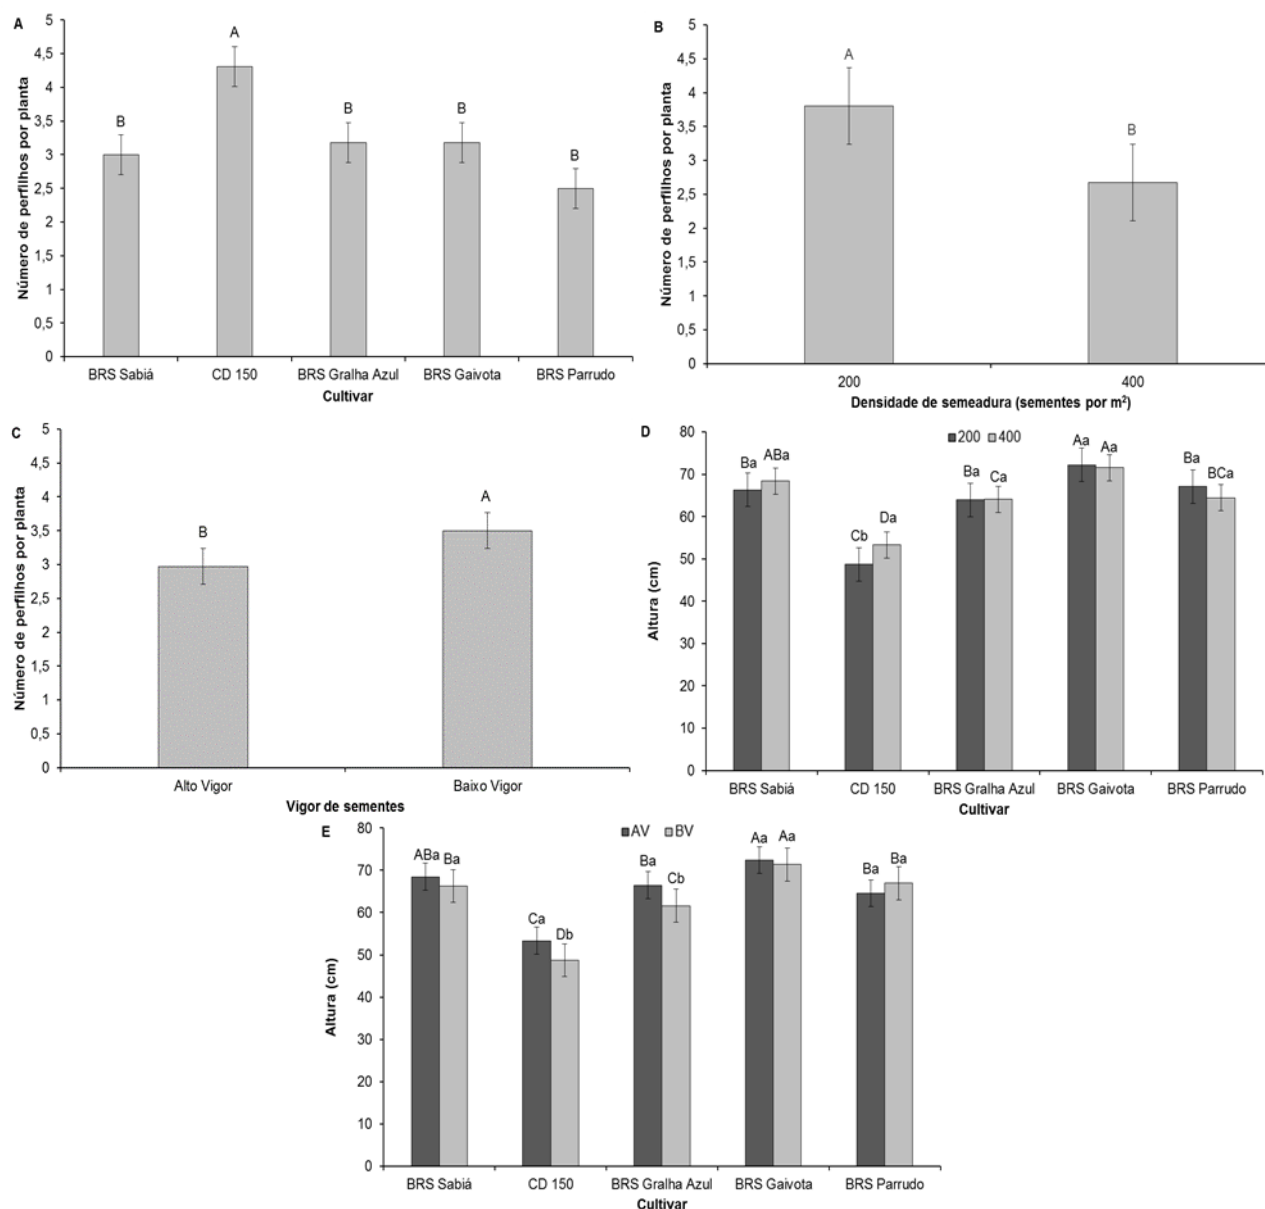 A
Número de perfilhos por planta
5
4,5
4
3,5
3
2,5
2
1,5
1
0,5
0
B
A
B
B
B
BRS Sabiá
CD 150
BRS Gralha Azul
BRS Gaivota
BRS Parrudo
Cultivar
B
Número de perfilhos por planta
5
4,5
4
3,5
3
2,5
2
1,5
1
0,5
0
A
B
200
400
Densidade de semeadura (sementes por m²)
C
Número de perfilhos por planta
5
4,5
4
3,5
3
2,5
2
1,5
1
0,5
0
B
A
Alto Vigor
Baixo Vigor
Vigor de sementes
D
Altura (cm)
80
70
60
50
40
30
20
10
0
200 400
Ba ABa
Cb Da
Ba Ca
Aa Aa
Ba BCa
BRS Sabiá
CD 150
BRS Gralha Azul
BRS Gaivota
BRS Parrudo
Cultivar
E
Altura (cm)
80
70
60
50
40
30
20
10
0
AV BV
ABa Ba
Ca Db
Ba Cb
Aa Aa
Ba Ba
BRS Sabiá
CD 150
BRS Gralha Azul
BRS Gaivota
BRS Parrudo
Cultivar